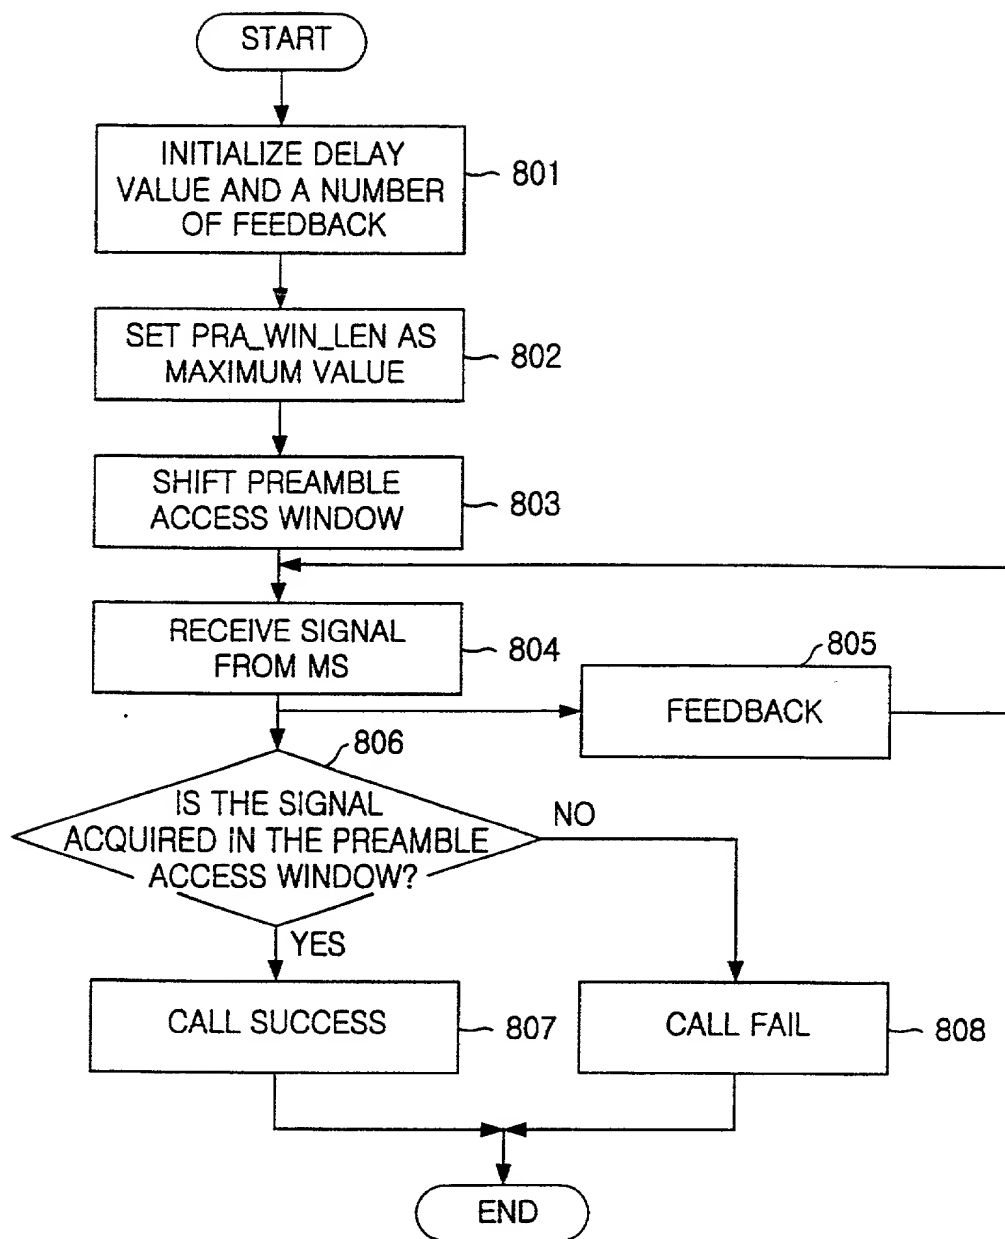 START
INITIALIZE DELAY
VALUE AND A NUMBER
OF FEEDBACK
801
SET PRA_WIN_LEN AS
MAXIMUM VALUE
802
SHIFT PREAMBLE
ACCESS WINDOW
803
RECEIVE SIGNAL
FROM MS
804
805
FEEDBACK
806
IS THE SIGNAL
ACQUIRED IN THE PREAMBLE
ACCESS WINDOW?
NO
YES
CALL SUCCESS
807
CALL FAIL
808
END